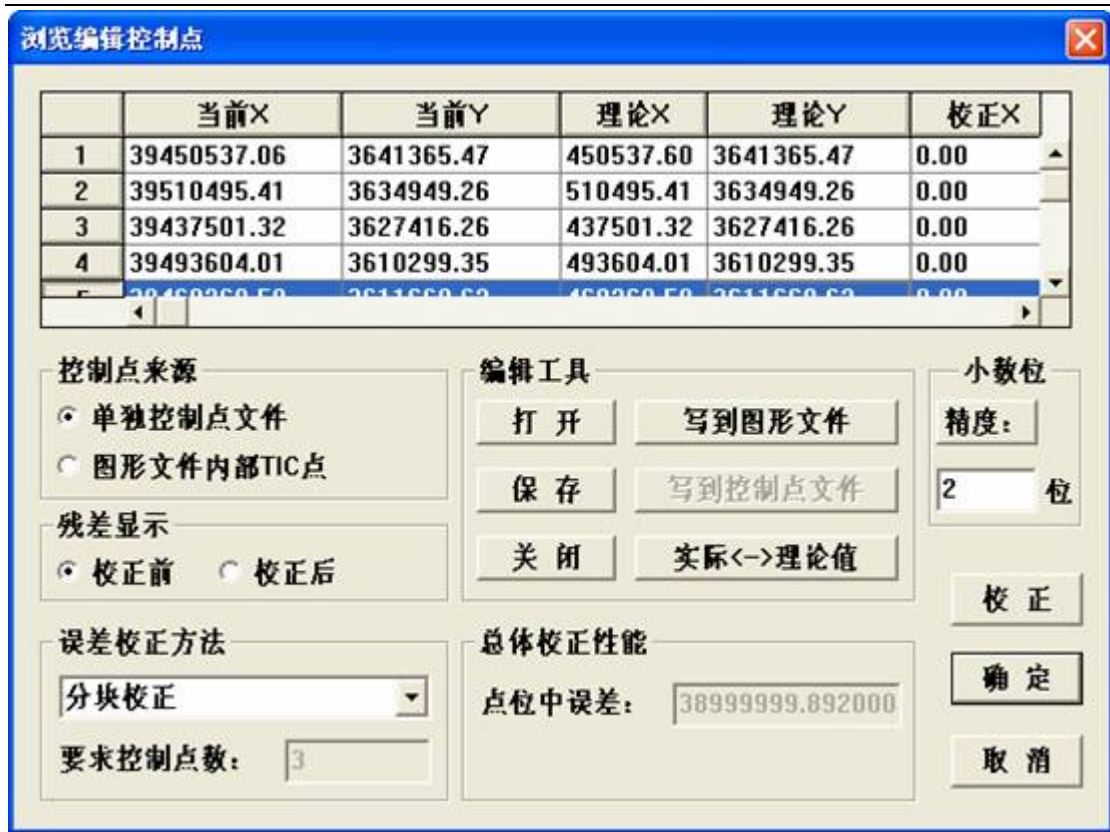 浏览编辑控制点
当前X 当前Y 理论X 理论Y 校正X
1 39450537.06 3641365.47 450537.60 3641365.47 0.00
2 39510495.41 3634949.26 510495.41 3634949.26 0.00
3 39437501.32 3627416.26 437501.32 3627416.26 0.00
4 39493604.01 3610299.35 493604.01 3610299.35 0.00
控制点来源
单独控制点文件
图形文件内部TIC点
残差显示
校正前 校正后
误差校正方法
分块校正
要求控制点数： 3
编辑工具
打 开 写到图形文件
保 存 写到控制点文件
关 闭 实际<->理论值
总体校正性能
点位中误差： 38999999.892000
小数位
精度：
2 位
校 正
确 定
取 消